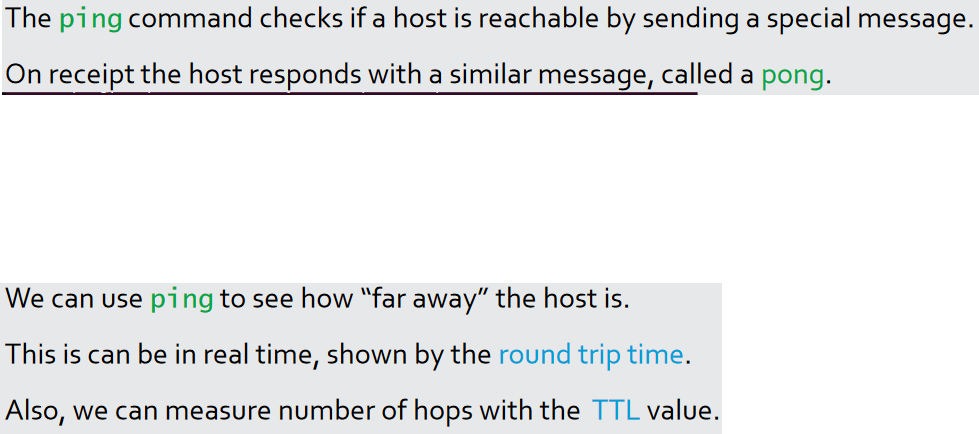 The ping command checks if a host is reachable by sending a special message.
On receipt the host responds with a similar message, called a pong.
We can use ping to see how “far away” the host is.
This is can be in real time, shown by the round trip time.
Also, we can measure number of hops with the TTL value.